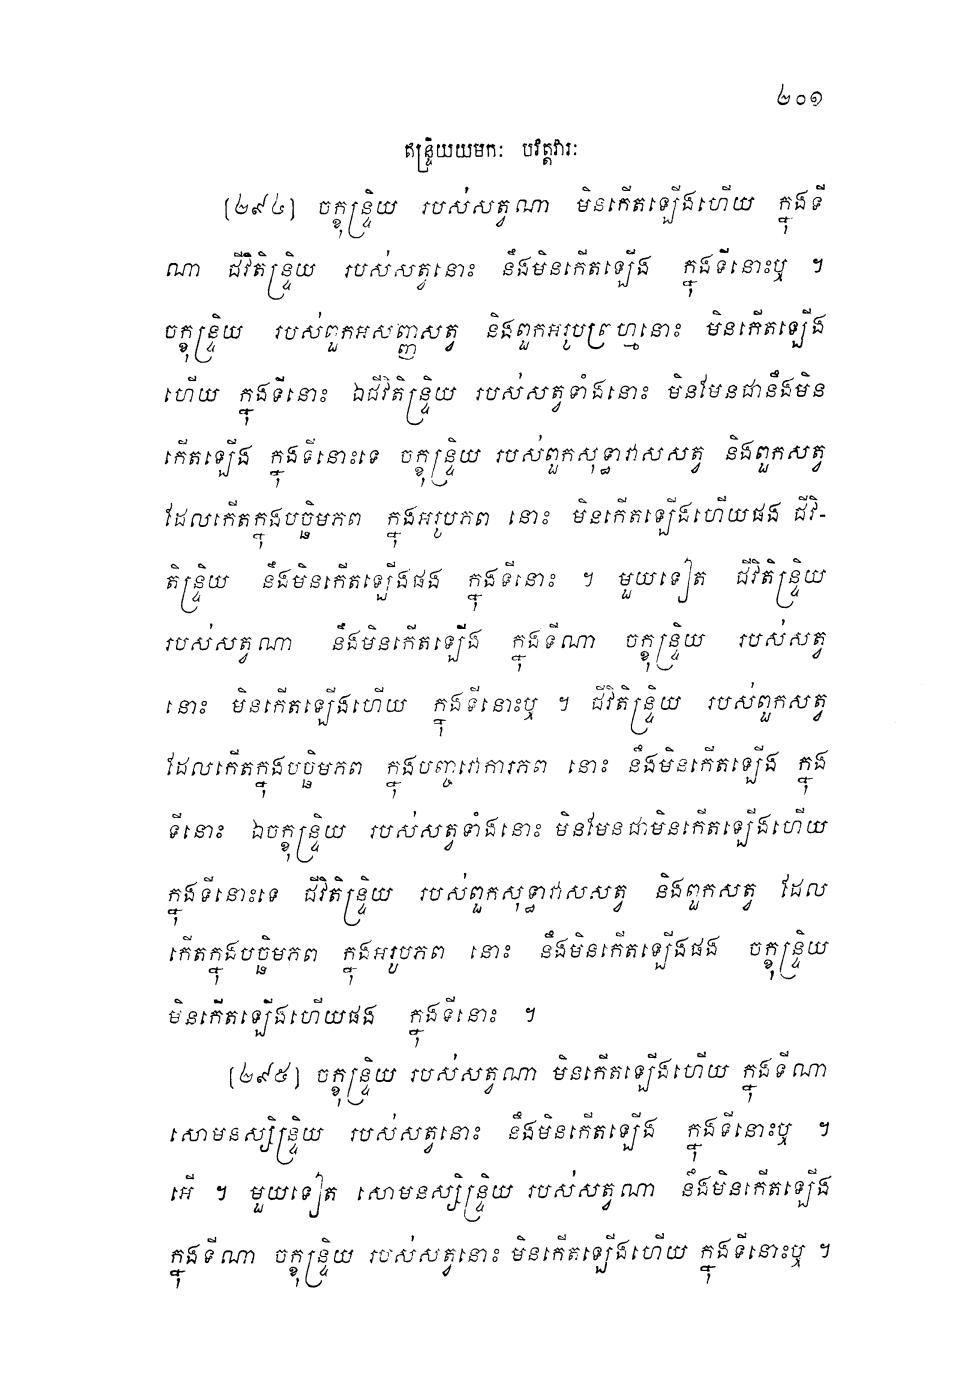 ២០១
ឥន្ទ្រិយយមកៈ បវត្តវារៈ
(២៩៤) ចក្ខុន្ទ្រិយ របស់សត្វណា មិនកើតឡើងហើយ ក្នុងទី
ណា ជីវិតិន្ទ្រិយ របស់សត្វនោះ នឹងមិនកើតឡើង ក្នុងទីនោះឬ ។
ចក្ខុន្ទ្រិយ របស់ពួកអសញ្ញសត្វ និងពួកអរូបព្រហ្មនោះ មិនកើតឡើង
ហើយ ក្នុងទីនោះ ឯជីវិតិន្ទ្រិយ របស់សត្វទាំងនោះ មិនមែនជានឹងមិន
កើតឡើង ក្នុងទីនោះទេ ចក្ខុន្ទ្រិយ របស់ពួកសុទ្ធាវាសសត្វ និងពួកសត្វ
ដែលកើតក្នុងបច្ឆិមភព ក្នុងអរូបភព នោះ មិនកើតឡើងហើយផង ជីវិ-
តិន្ទ្រិយ នឹងមិនកើតឡើងផង ក្នុងទីនោះ ។ មួយទៀត ជីវិតិន្ទ្រិយ
របស់សត្វណា នឹងមិនកើតឡើង ក្នុងទីណា ចក្ខុន្ទ្រិយ របស់សត្វ
នោះ មិនកើតឡើងហើយ ក្នុងទីនោះឬ ។ ជីវិតិន្ទ្រិយ របស់ពួកសត្វ
ដែលកើតក្នុងបច្ឆិមភព ក្នុងបញ្ចវោការភព នោះ នឹងមិនកើតឡើង ក្នុង
ទីនោះ ឯចក្ខុន្ទ្រិយ របស់សត្វទាំងនោះ មិនមែនជាមិនកើតឡើងហើយ
ក្នុងទីនោះទេ ជីវិតិន្ទ្រិយ របស់ពួកសុទ្ធាវាសសត្វ និងពួកសត្វ ដែល
កើតក្នុងបច្ឆិមភព ក្នុងអរូបភព នោះ នឹងមិនកើតឡើងផង ចក្ខុន្ទ្រិយ
មិនកើតឡើងហើយផង ក្នុងទីនោះ ។
(២៩៥) ចក្ខុន្ទ្រិយ របស់សត្វណា មិនកើតឡើងហើយ ក្នុងទីណា
សោមនស្សិន្ទ្រិយ របស់សត្វនោះ នឹងមិនកើតឡើង ក្នុងទីនោះឬ ។
អើ ។ មួយទៀត សោមនស្សិន្ទ្រិយ របស់សត្វណា នឹងមិនកើតឡើង
ក្នុងទីណា ចក្ខុន្ទ្រិយ របស់សត្វនោះ មិនកើតឡើងហើយ ក្នុងទីនោះឬ ។